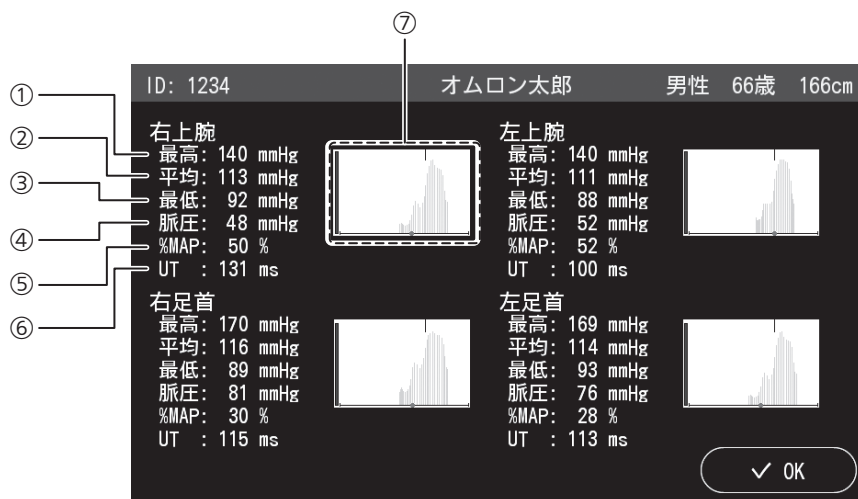 ⑦
ID: 1234 オムロン太郎 男性 66歳 166cm
①
②
③
④
⑤
⑥
右上腕
最高: 140 mmHg
平均: 113 mmHg
最低: 92 mmHg
脈圧: 48 mmHg
%MAP: 50 %
UT : 131 ms
左上腕
最高: 140 mmHg
平均: 111 mmHg
最低: 88 mmHg
脈圧: 52 mmHg
%MAP: 52 %
UT : 100 ms
右足首
最高: 170 mmHg
平均: 116 mmHg
最低: 89 mmHg
脈圧: 81 mmHg
%MAP: 30 %
UT : 115 ms
左足首
最高: 169 mmHg
平均: 114 mmHg
最低: 93 mmHg
脈圧: 76 mmHg
%MAP: 28 %
UT : 113 ms
✓ OK